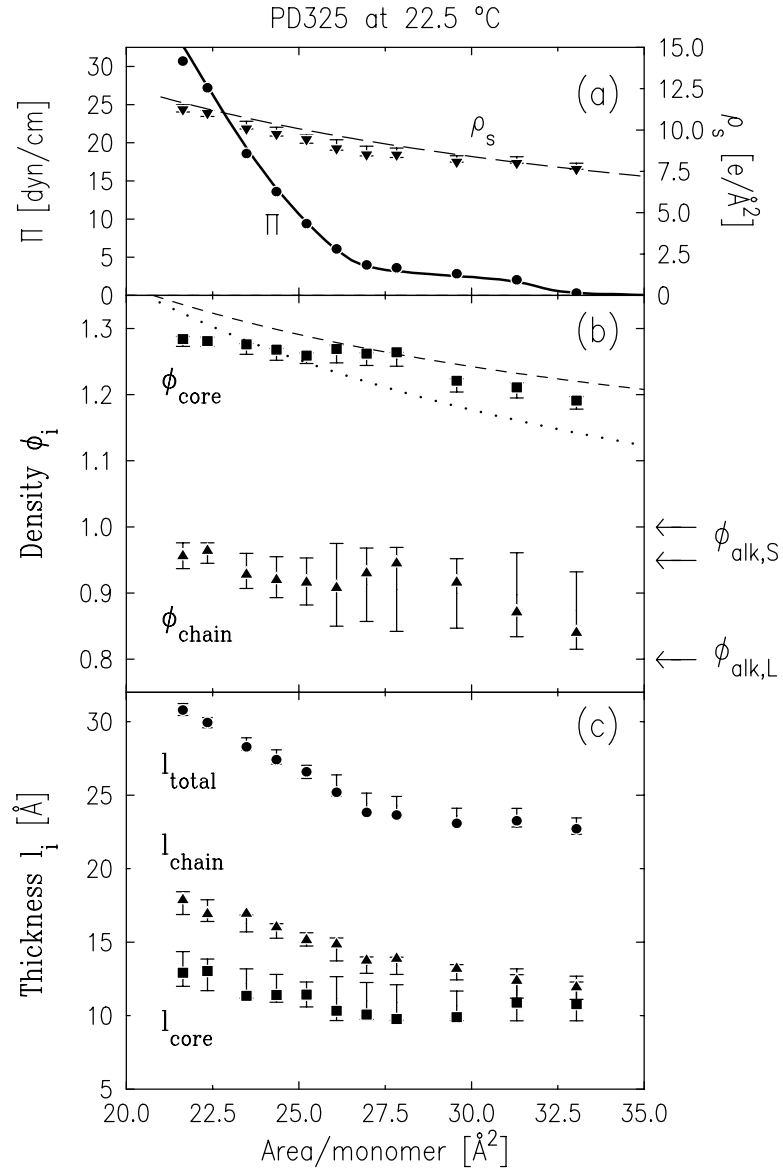 PD325 at 22.5 °C
30
25
20
15
10
5
0
Π [dyn/cm]
(a)
ρs
Π
15.0
12.5
10.0
7.5
5.0
2.5
0
ρs [e/Å²]
1.3
1.2
1.1
1.0
0.9
0.8
Density ϕi
(b)
ϕcore
ϕchain
ϕalk,S
ϕalk,L
30
25
20
15
10
5
Thickness li [Å]
(c)
ltotal
lchain
lcore
20.0 22.5 25.0 27.5 30.0 32.5 35.0
Area/monomer [Å²]